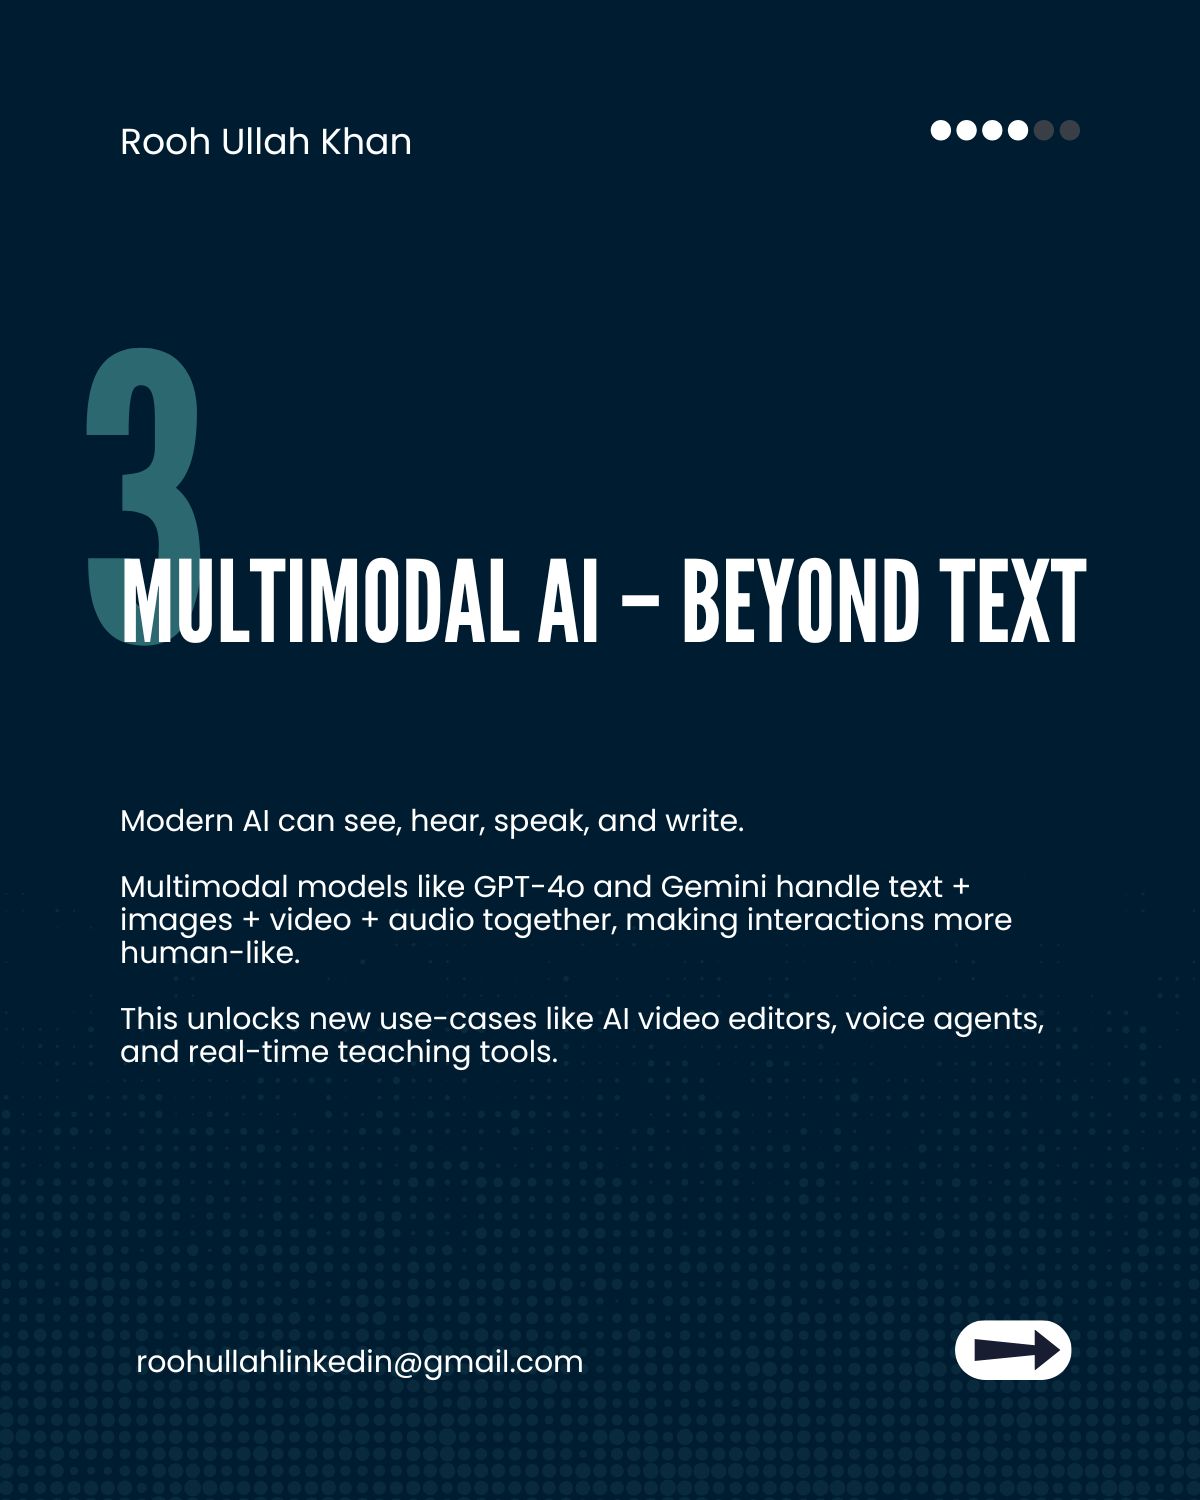 Rooh Ullah Khan
3
MULTIMODAL AI – BEYOND TEXT
Modern AI can see, hear, speak, and write.
Multimodal models like GPT-4o and Gemini handle text +
images + video + audio together, making interactions more
human-like.
This unlocks new use-cases like AI video editors, voice agents,
and real-time teaching tools.
roohullahlinkedin@gmail.com